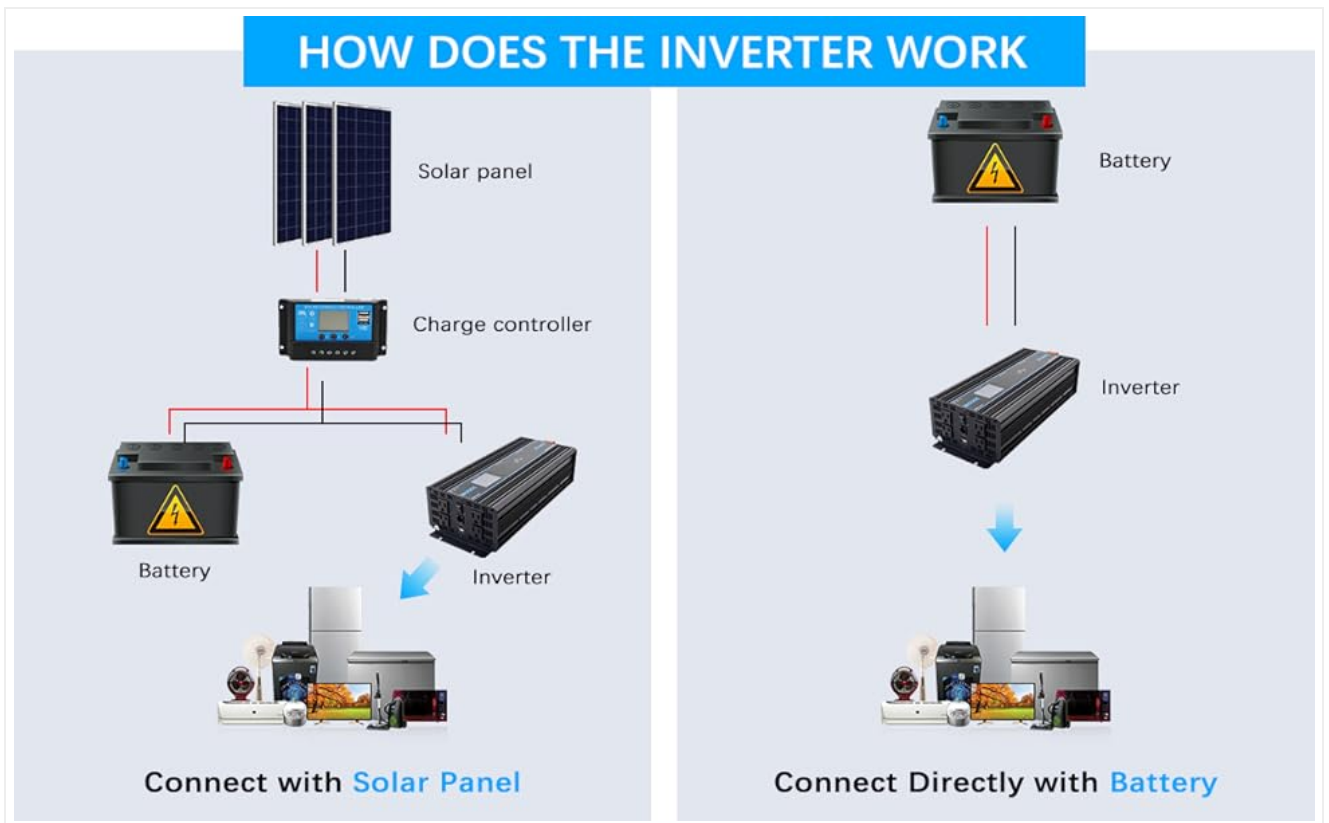 HOW DOES THE INVERTER WORK
Solar panel
Charge controller
Battery
Inverter
Connect with Solar Panel
Battery
Inverter
Connect Directly with Battery